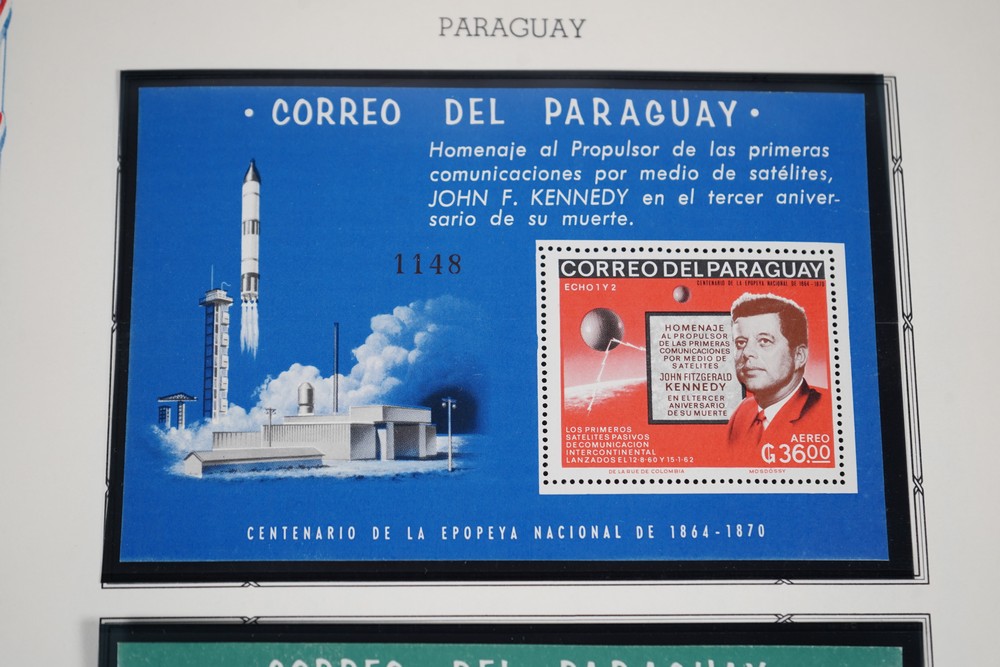 PARAGUAY
• CORREO DEL PARAGUAY •
Homenaje al Propulsor de las primeras
comunicaciones por medio de satélites,
JOHN F. KENNEDY en el tercer aniver-
sario de su muerte.
1148
CORREO DEL PARAGUAY
CENTENARIO DE LA EPOPEYA NACIONAL DE 1864-1870
ECHO 1 Y 2
HOMENAJE
AL PROPULSOR
DE LAS PRIMERAS
COMUNICACIONES
POR MEDIO DE
SATELITES
JOHN FITZGERALD
KENNEDY
EN EL TERCER
ANIVERSARIO
DE SU MUERTE
LOS PRIMEROS
SATELITES PASIVOS
DE COMUNICACION
INTERCONTINENTAL
LANZADOS EL 12·8·60 Y 15·1·62
AEREO
₲ 36.00
DE LA RUE DE COLOMBIA
CENTENARIO DE LA EPOPEYA NACIONAL DE 1864-1870
CORREO DEL PARAGUAY